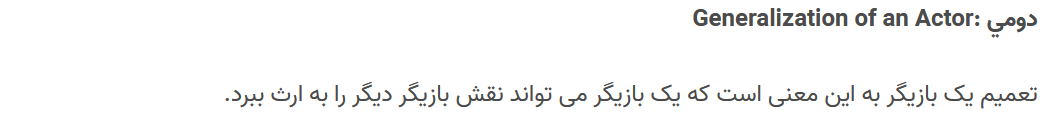 دومي :Generalization of an Actor
تعمیم یک بازیگر به این معنی است که یک بازیگر می تواند نقش بازیگر دیگر را به ارث ببرد.